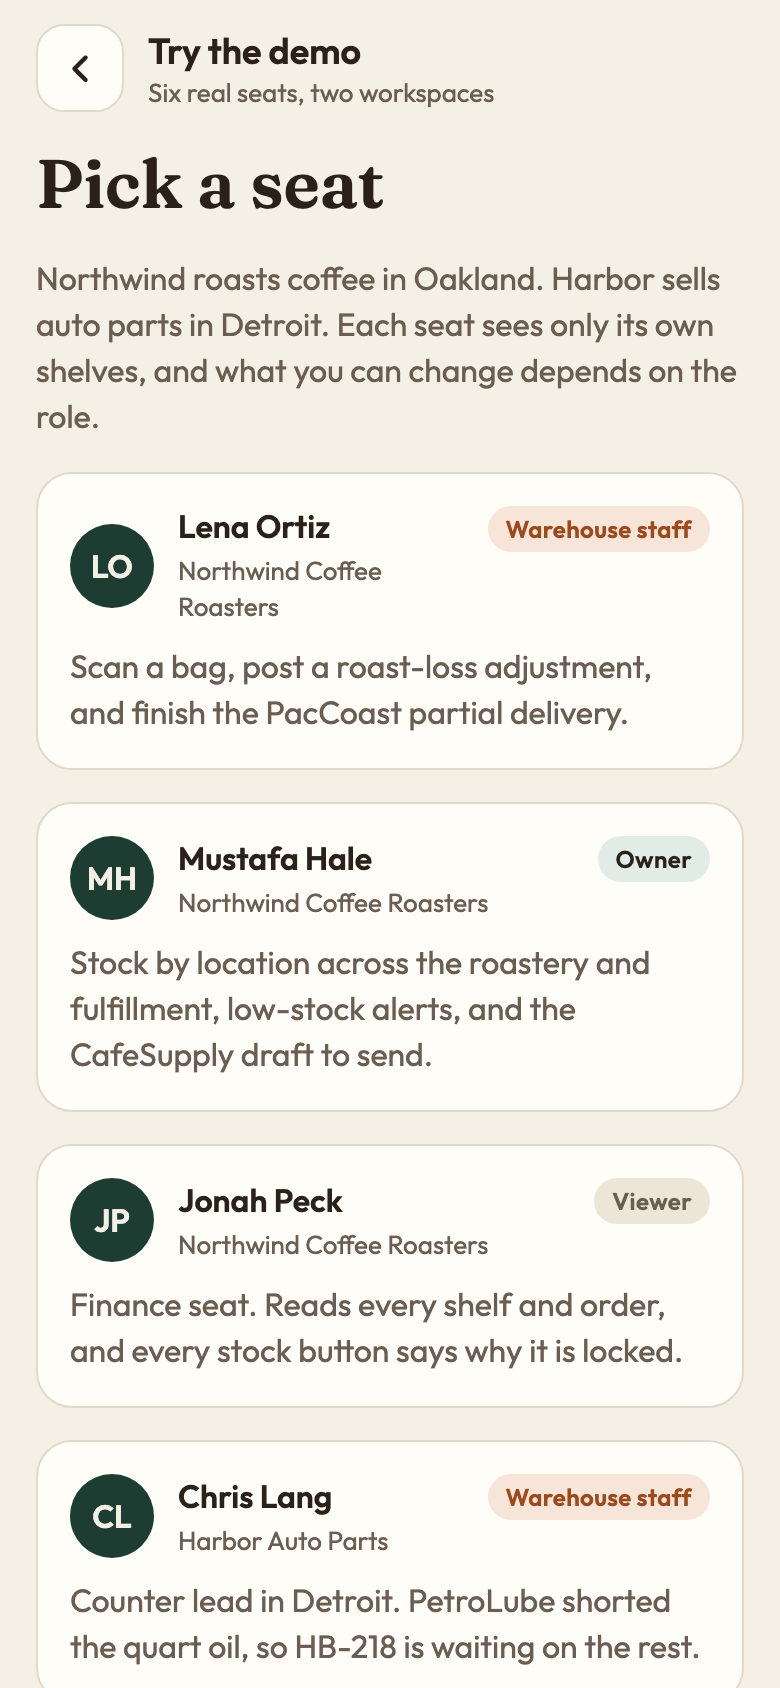 Try the demo
Six real seats, two workspaces
Pick a seat
Northwind roasts coffee in Oakland. Harbor sells
auto parts in Detroit. Each seat sees only its own
shelves, and what you can change depends on the
role.
LO
Lena Ortiz
Warehouse staff
Northwind Coffee
Roasters
Scan a bag, post a roast-loss adjustment,
and finish the PacCoast partial delivery.
MH
Mustafa Hale
Owner
Northwind Coffee Roasters
Stock by location across the roastery and
fulfillment, low-stock alerts, and the
CafeSupply draft to send.
JP
Jonah Peck
Viewer
Northwind Coffee Roasters
Finance seat. Reads every shelf and order,
and every stock button says why it is locked.
CL
Chris Lang
Warehouse staff
Harbor Auto Parts
Counter lead in Detroit. PetroLube shorted
the quart oil, so HB-218 is waiting on the rest.